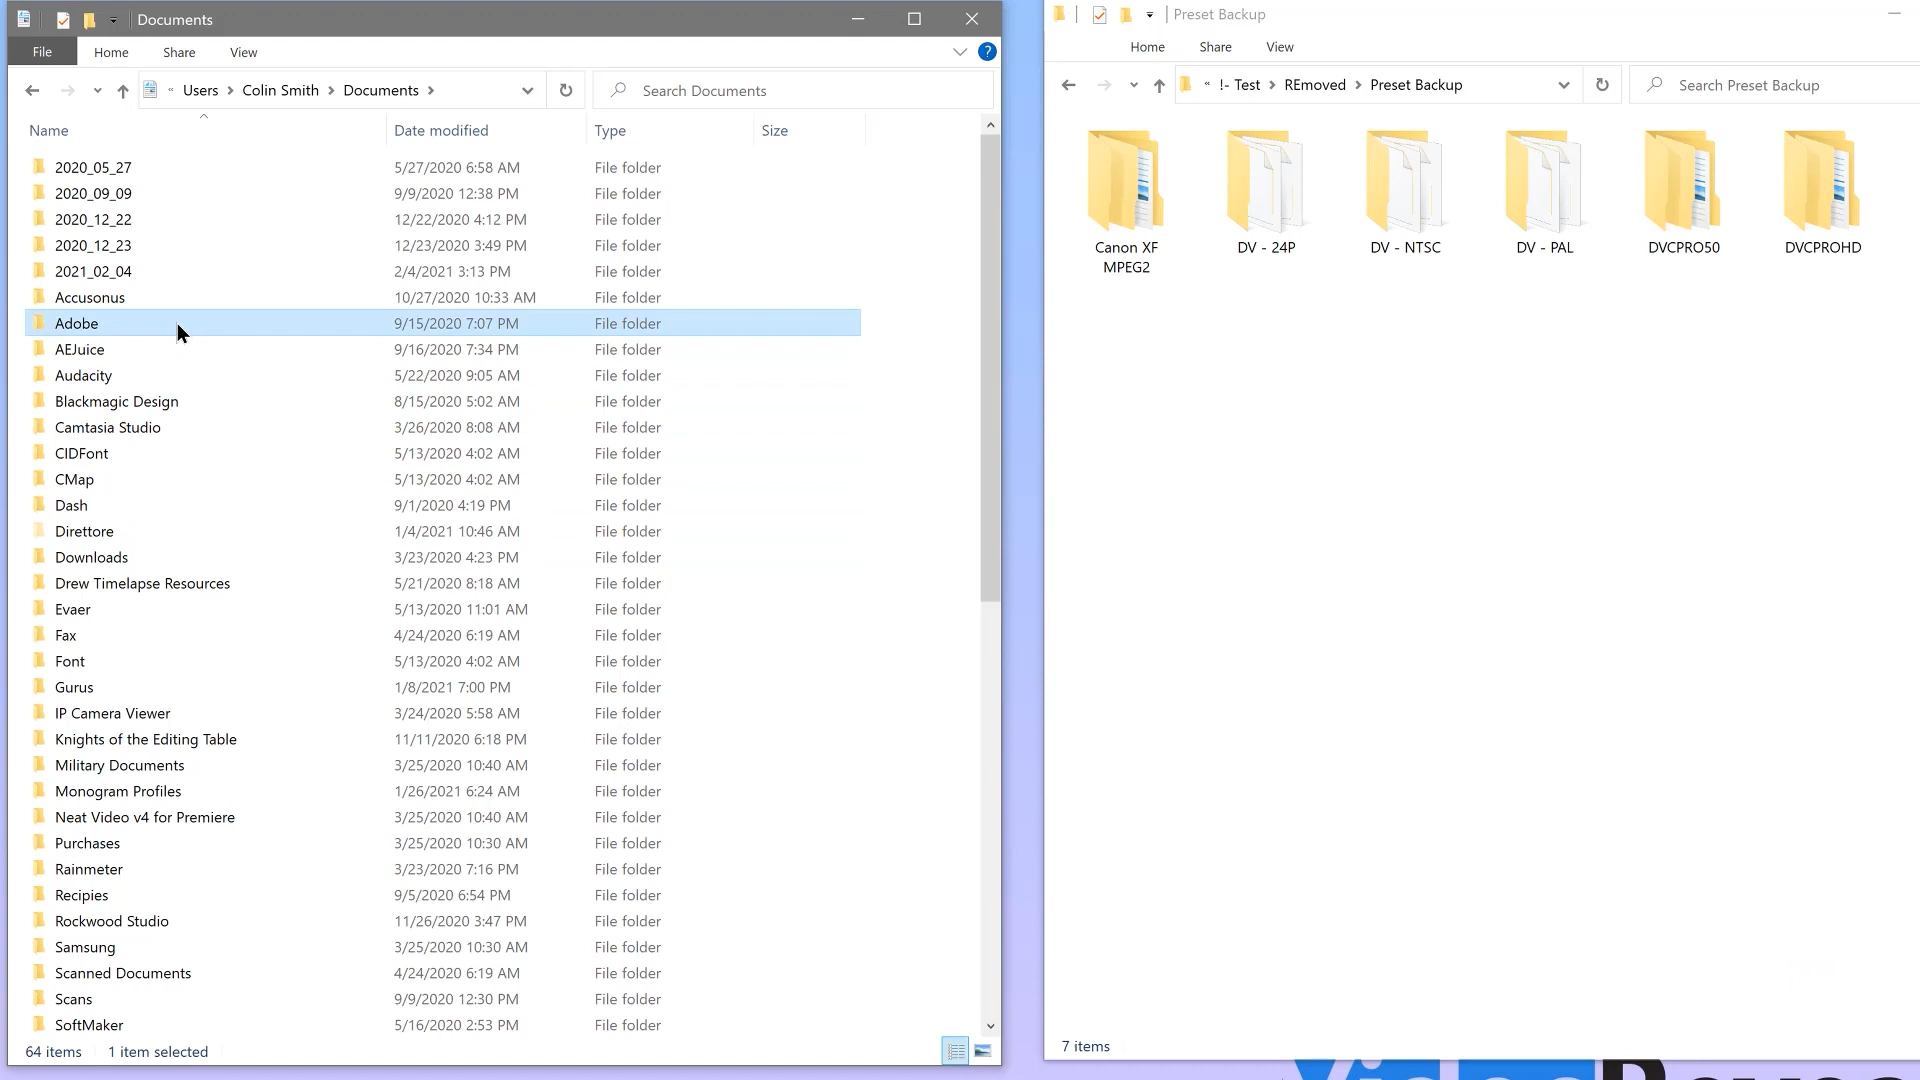 Documents
File Home Share View
Users > Colin Smith > Documents >
Search Documents
Name Date modified Type Size
2020_05_27 5/27/2020 6:58 AM File folder
2020_09_09 9/9/2020 12:38 PM File folder
2020_12_22 12/22/2020 4:12 PM File folder
2020_12_23 12/23/2020 3:49 PM File folder
2021_02_04 2/4/2021 3:13 PM File folder
Accusonus 10/27/2020 10:33 AM File folder
Adobe 9/15/2020 7:07 PM File folder
AEJuice 9/16/2020 7:34 PM File folder
Audacity 5/22/2020 9:05 AM File folder
Blackmagic Design 8/15/2020 5:02 AM File folder
Camtasia Studio 3/26/2020 8:08 AM File folder
CIDFont 5/13/2020 4:02 AM File folder
CMap 5/13/2020 4:02 AM File folder
Dash 9/1/2020 4:19 PM File folder
Direttore 1/4/2021 10:46 AM File folder
Downloads 3/23/2020 4:23 PM File folder
Drew Timelapse Resources 5/21/2020 8:18 AM File folder
Evaer 5/13/2020 11:01 AM File folder
Fax 4/24/2020 6:19 AM File folder
Font 5/13/2020 4:02 AM File folder
Gurus 1/8/2021 7:00 PM File folder
IP Camera Viewer 3/24/2020 5:58 AM File folder
Knights of the Editing Table 11/11/2020 6:18 PM File folder
Military Documents 3/25/2020 10:40 AM File folder
Monogram Profiles 1/26/2021 6:24 AM File folder
Neat Video v4 for Premiere 3/25/2020 10:40 AM File folder
Purchases 3/25/2020 10:30 AM File folder
Rainmeter 3/23/2020 7:16 PM File folder
Recipies 9/5/2020 6:54 PM File folder
Rockwood Studio 11/26/2020 3:47 PM File folder
Samsung 3/25/2020 10:30 AM File folder
Scanned Documents 4/24/2020 6:19 AM File folder
Scans 9/9/2020 12:30 PM File folder
SoftMaker 5/16/2020 2:53 PM File folder
64 items 1 item selected
Preset Backup
Home Share View
!- Test > REmoved > Preset Backup
Search Preset Backup
Canon XF
MPEG2
DV - 24P
DV - NTSC
DV - PAL
DVCPRO50
DVCPROHD
7 items